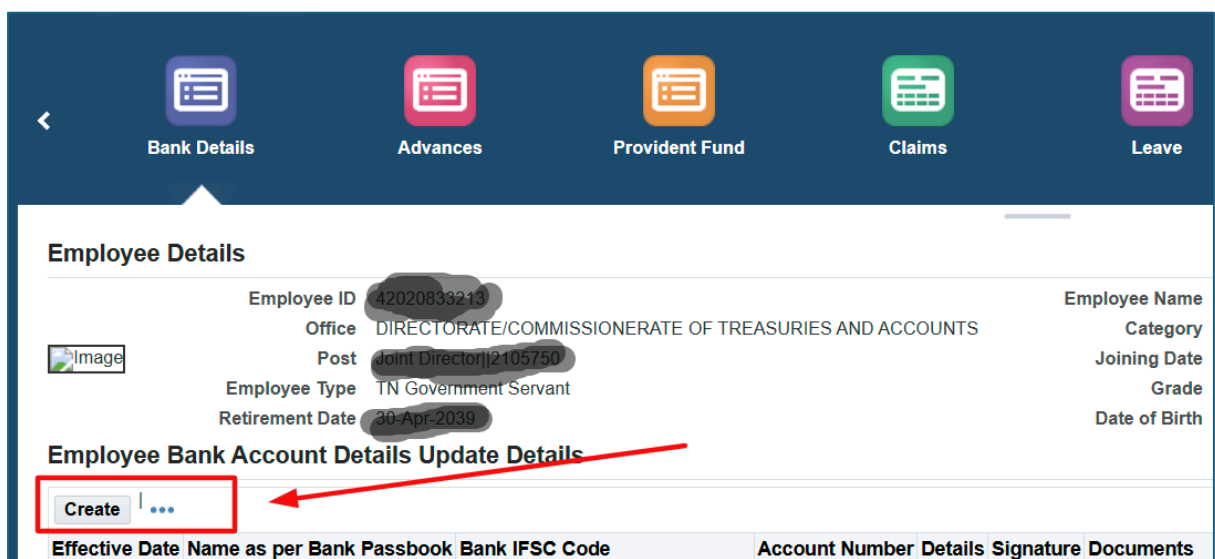 Bank Details
Advances
Provident Fund
Claims
Leave
Employee Details
Employee ID Employee Name
Office DIRECTORATE/COMMISSIONERATE OF TREASURIES AND ACCOUNTS Category
Image Post Joining Date
Employee Type TN Government Servant Grade
Retirement Date Date of Birth
Employee Bank Account Details Update Details
Create | ...
Effective Date Name as per Bank Passbook Bank IFSC Code Account Number Details Signature Documents